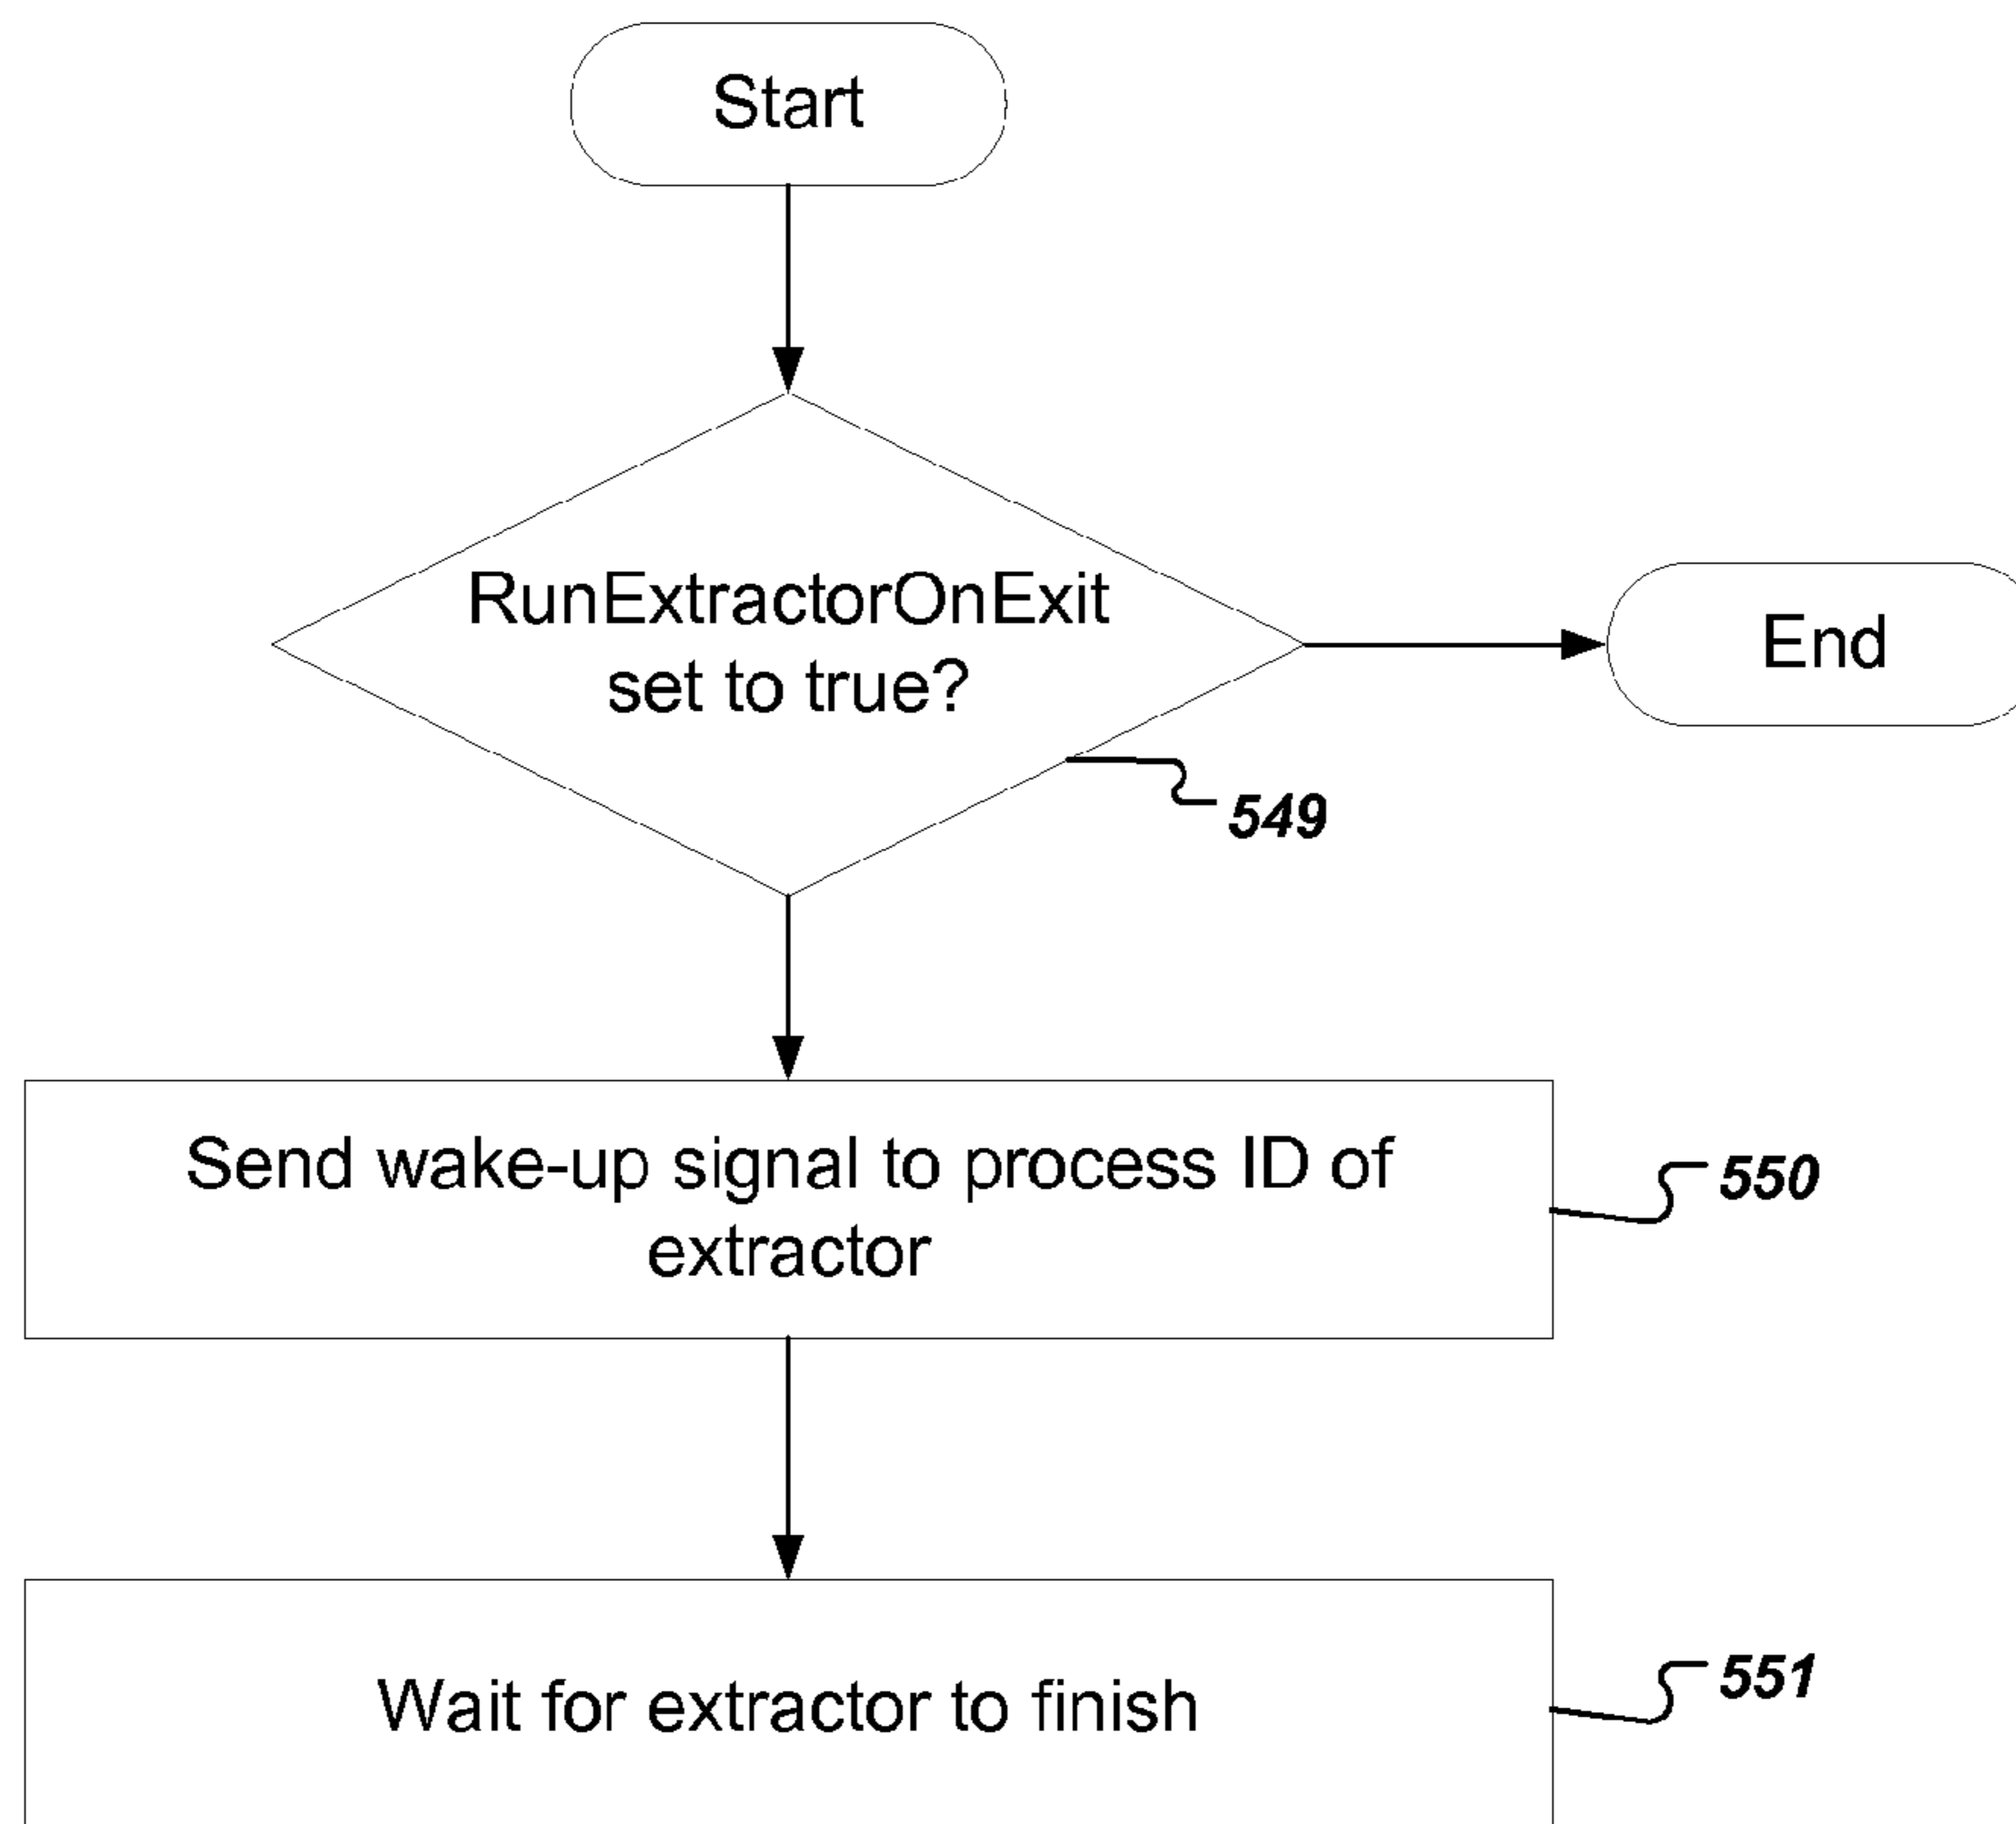 Start
RunExtractorOnExit
set to true?
End
549
Send wake-up signal to process ID of
extractor
550
Wait for extractor to finish
551